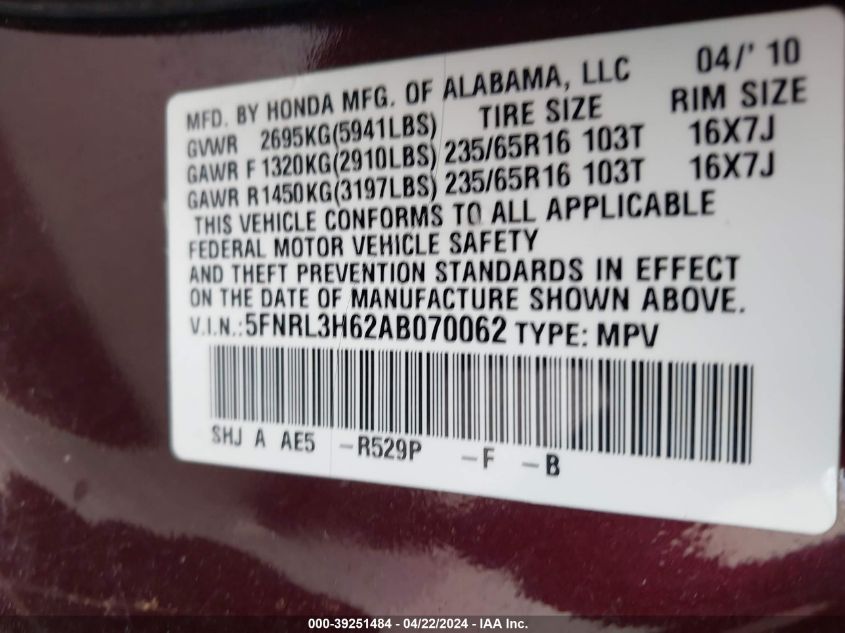 MFD. BY HONDA MFG. OF ALABAMA, LLC 04/' 10
GVWR 2695KG(5941LBS) TIRE SIZE RIM SIZE
GAWR F 1320KG(2910LBS) 235/65R16 103T 16X7J
GAWR R1450KG(3197LBS) 235/65R16 103T 16X7J
THIS VEHICLE CONFORMS TO ALL APPLICABLE
FEDERAL MOTOR VEHICLE SAFETY
AND THEFT PREVENTION STANDARDS IN EFFECT
ON THE DATE OF MANUFACTURE SHOWN ABOVE.
V.I.N.:5FNRL3H62AB070062 TYPE: MPV
SHJ A AE5 -R529P -F -B
000-39251484 - 04/22/2024 - IAA Inc.